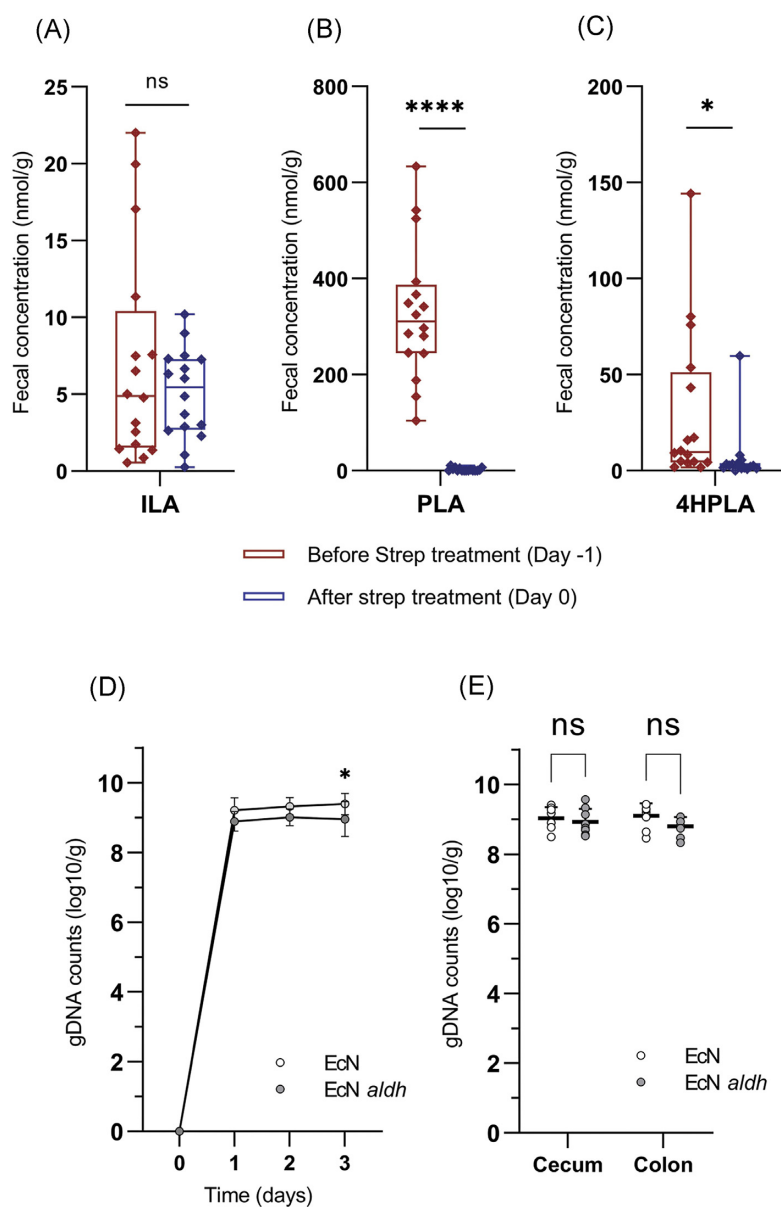 (A)
(B)
(C)
ns
****
*
Fecal concentration (nmol/g)
25
20
15
10
5
0
ILA
Fecal concentration (nmol/g)
800
600
400
200
0
PLA
Fecal concentration (nmol/g)
200
150
100
50
0
4HPLA
Before Strep treatment (Day -1)
After strep treatment (Day 0)
(D)
(E)
gDNA counts (log10/g)
10
8
6
4
2
0
*
EcN
EcN aldh
0 1 2 3
Time (days)
gDNA counts (log10/g)
10
8
6
4
2
0
ns ns
EcN
EcN aldh
Cecum Colon